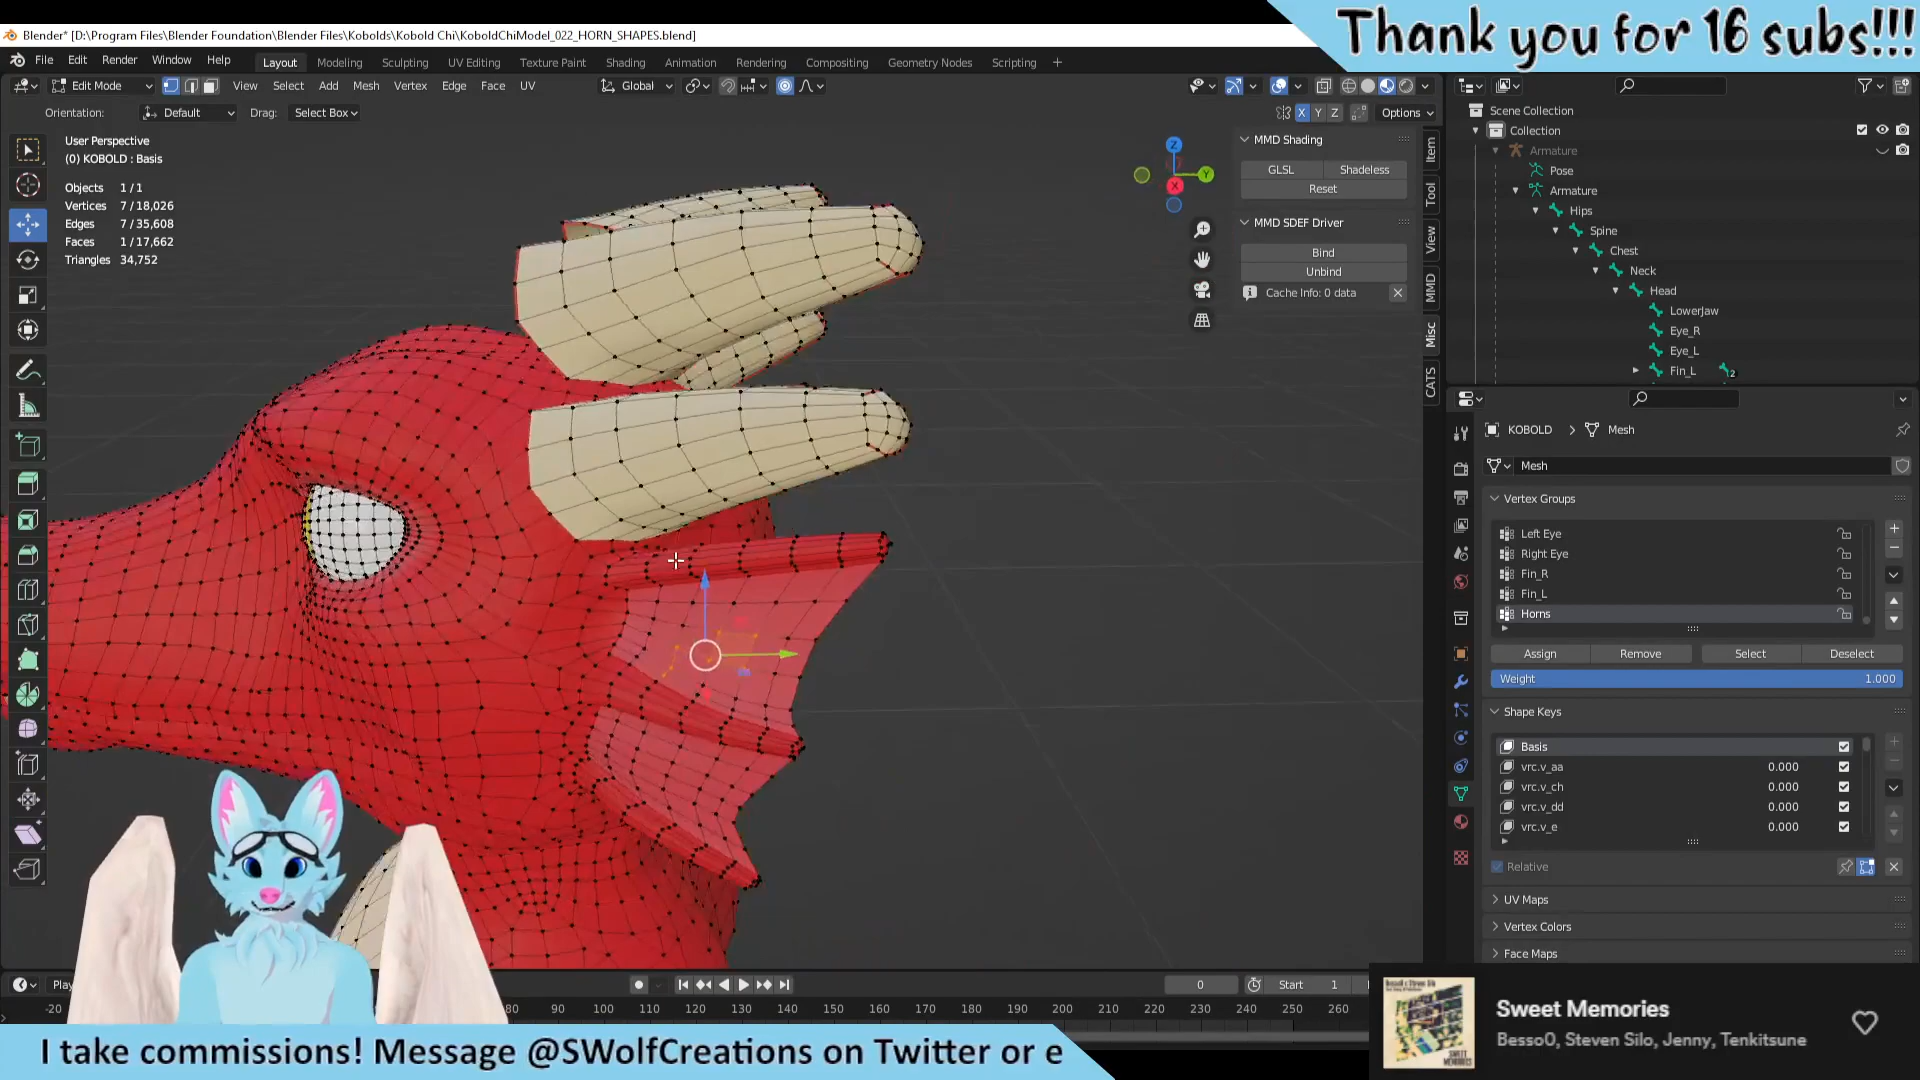 Thank you for 16 subs!!!
Blender* [D:\Program Files\Blender Foundation\Blender Files\Kobolds\Kobold Chi\KoboldChiModel_022_HORN_SHAPES.blend]
File Edit Render Window Help Layout Modeling Sculpting UV Editing Texture Paint Shading Animation Rendering Compositing Geometry Nodes Scripting +
Edit Mode View Select Add Mesh Vertex Edge Face UV Global
Orientation: Default Drag: Select Box X Y Z Options
User Perspective
(0) KOBOLD : Basis
Objects 1 / 1
Vertices 7 / 18,026
Edges 7 / 35,608
Faces 1 / 17,662
Triangles 34,752
Z
Y
X
MMD Shading
GLSL Shadeless
Reset
MMD SDEF Driver
Bind
Unbind
Cache Info: 0 data
Item
Tool
View
MMD
Misc
CATS
Scene Collection
Collection
Armature
Pose
Armature
Hips
Spine
Chest
Neck
Head
LowerJaw
Eye_R
Eye_L
Fin_L 2
KOBOLD > Mesh
Mesh
Vertex Groups
Left Eye
Right Eye
Fin_R
Fin_L
Horns
Assign Remove Select Deselect
Weight 1.000
Shape Keys
Basis
vrc.v_aa 0.000
vrc.v_ch 0.000
vrc.v_dd 0.000
vrc.v_e 0.000
Relative
UV Maps
Vertex Colors
Face Maps
Play 0 Start 1
-20 80 90 100 110 120 130 140 150 160 170 180 190 200 210 220 230 240 250 260
Sweet Memories
BessO0, Steven Silo, Jenny, Tenkitsune
I take commissions! Message @SWolfCreations on Twitter or e